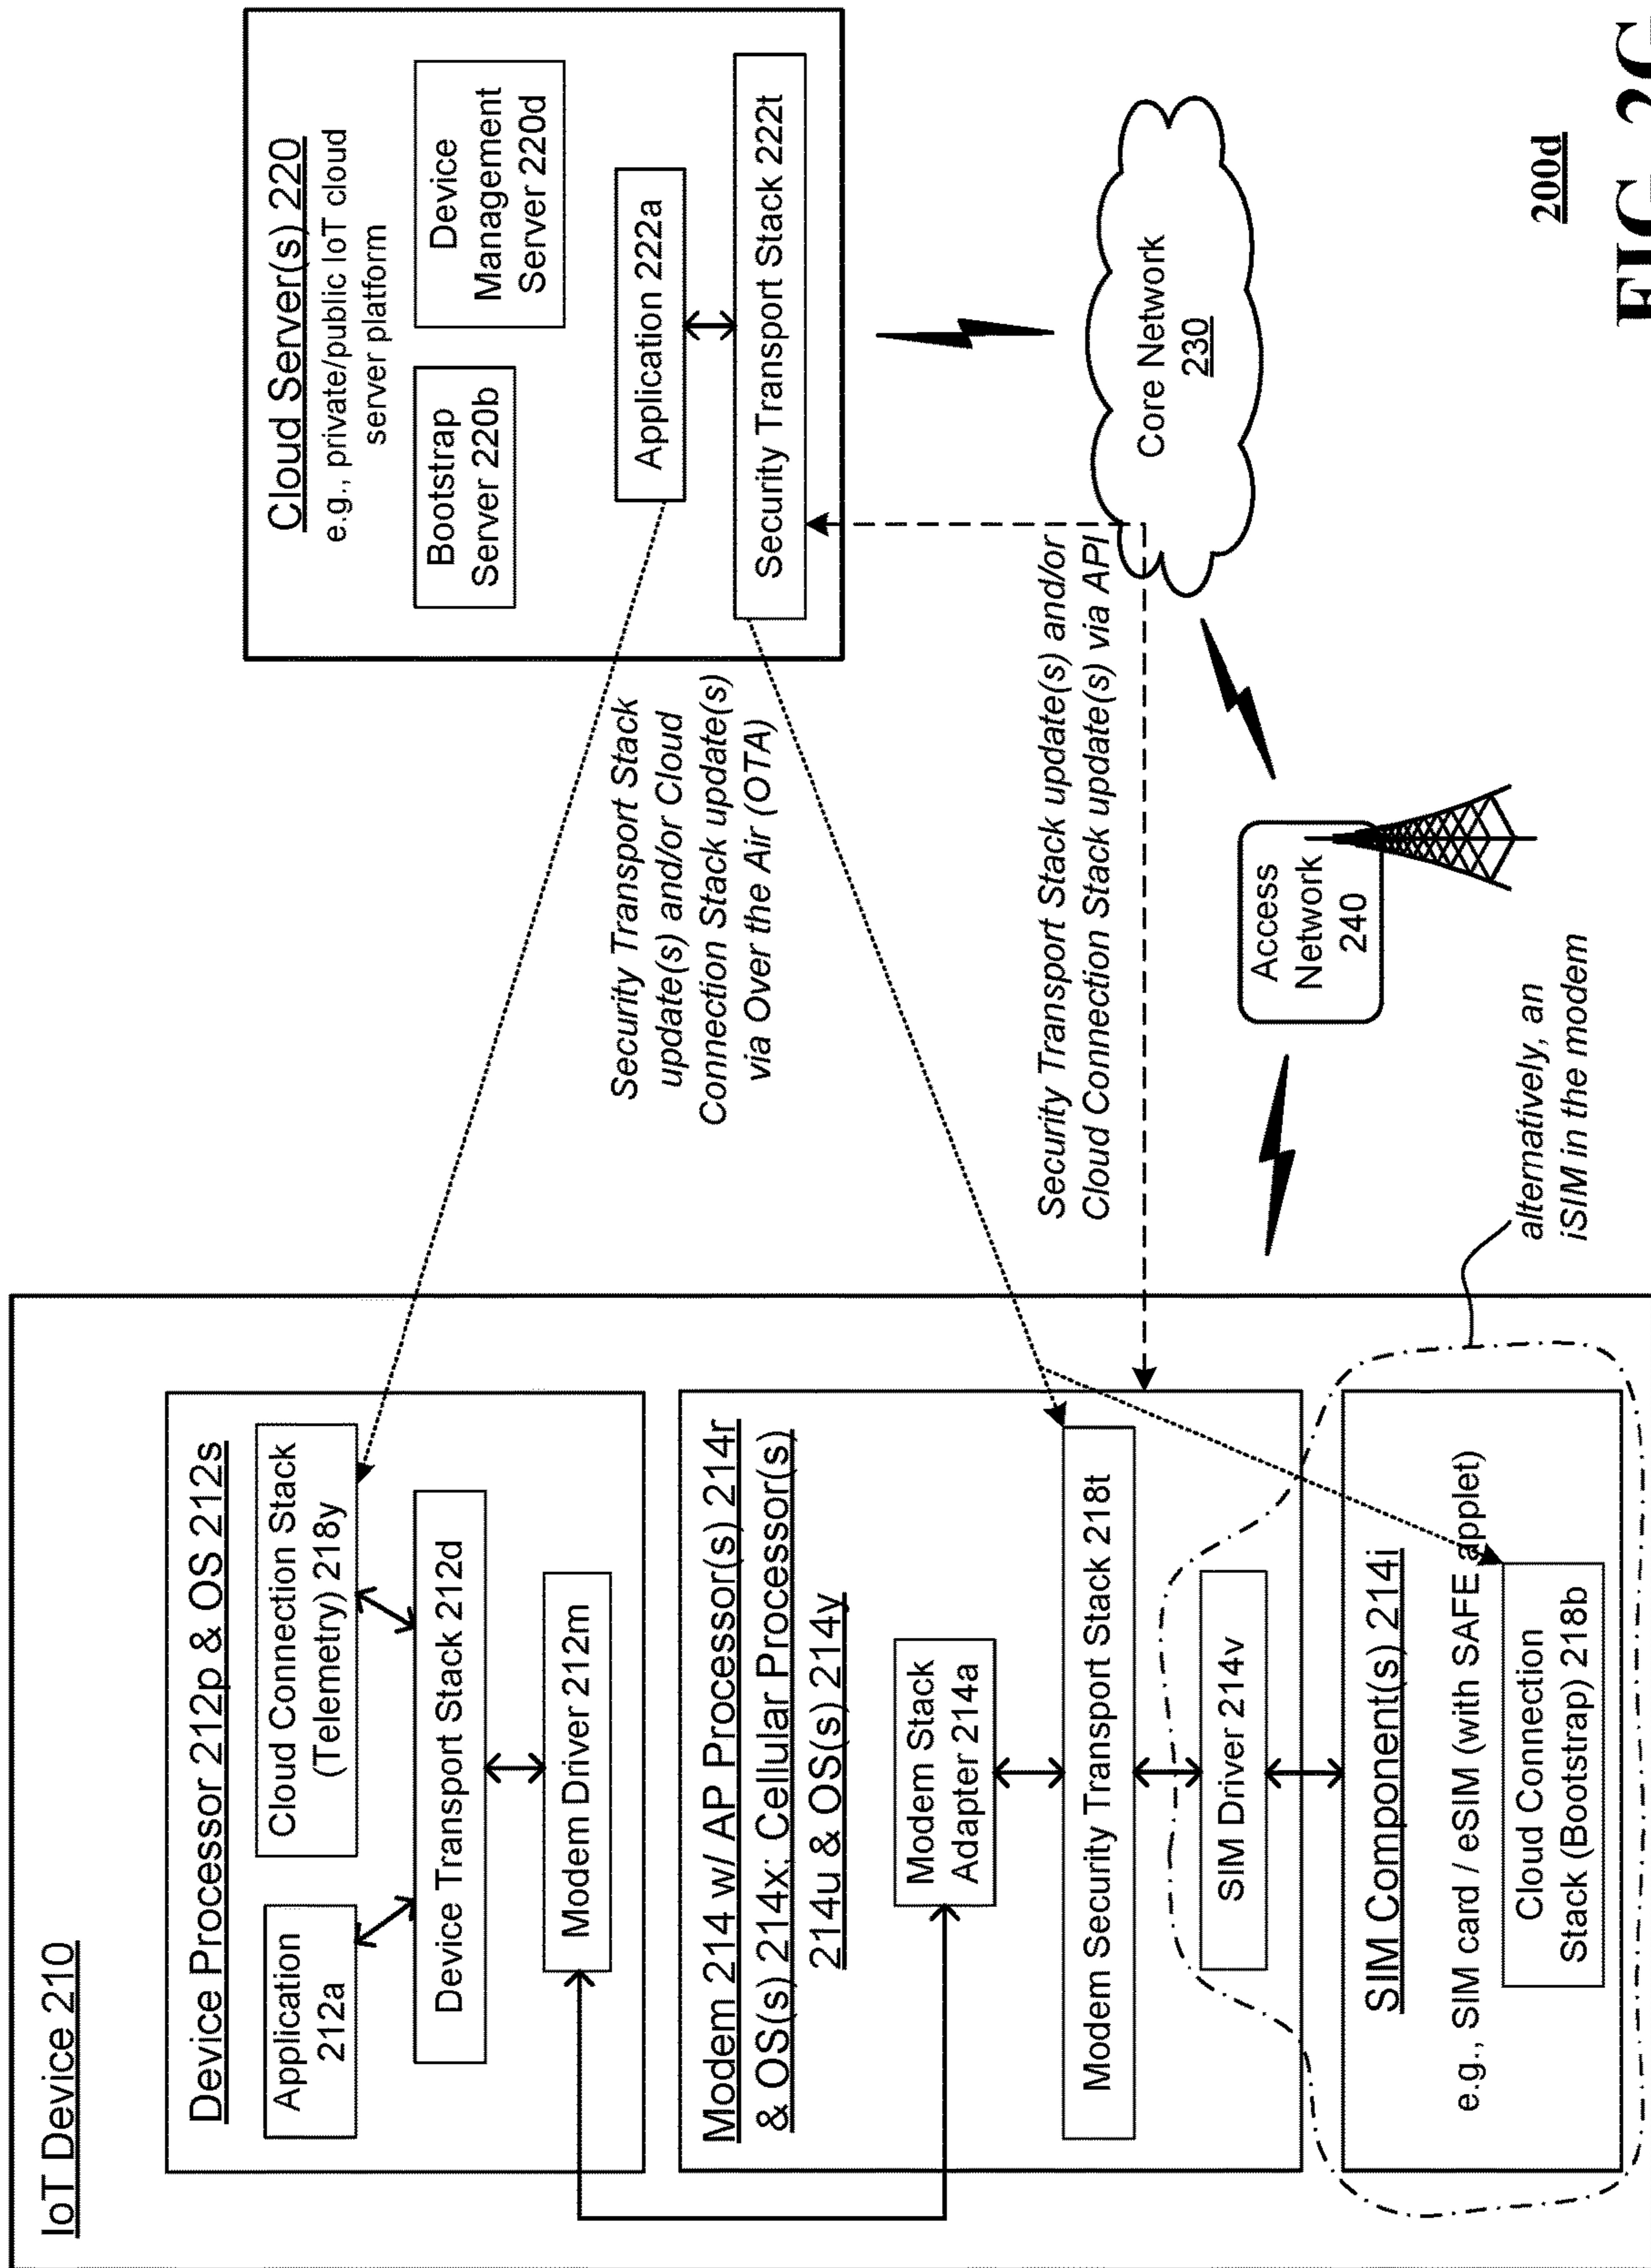 IoT Device 210
Device Processor 212p & OS 212s
Application
212a
Cloud Connection Stack
(Telemetry) 218y
Device Transport Stack 212d
Modem Driver 212m
Modem 214 w/ AP Processor(s) 214r
& OS(s) 214x; Cellular Processor(s)
214u & OS(s) 214y
Modem Stack
Adapter 214a
Modem Security Transport Stack 218t
SIM Driver 214v
SIM Component(s) 214i
e.g., SIM card / eSIM (with SAFE applet)
Cloud Connection
Stack (Bootstrap) 218b
alternatively, an
iSIM in the modem
Security Transport Stack
update(s) and/or Cloud
Connection Stack update(s)
via Over the Air (OTA)
Security Transport Stack update(s) and/or
Cloud Connection Stack update(s) via API
Access
Network
240
Cloud Server(s) 220
e.g., private/public IoT cloud
server platform
Bootstrap
Server 220b
Device
Management
Server 220d
Application 222a
Security Transport Stack 222t
Core Network
230
200d